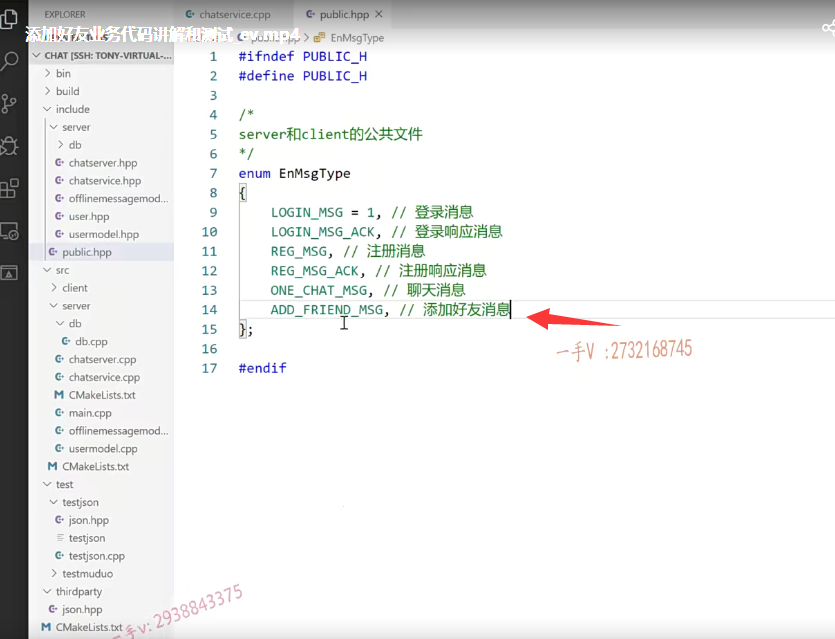 EXPLORER
chatservice.cpp
public.hpp
添加好友业务代码讲解和测试_ev.mp4
EnMsgType
CHAT [SSH: TONY-VIRTUAL-...
bin
build
include
server
db
chatserver.hpp
chatservice.hpp
offlinemessagemod...
user.hpp
usermodel.hpp
public.hpp
src
client
server
db
db.cpp
chatserver.cpp
chatservice.cpp
CMakeLists.txt
main.cpp
offlinemessagemod...
usermodel.cpp
CMakeLists.txt
test
testjson
json.hpp
testjson
testjson.cpp
testmuduo
thirdparty
json.hpp
CMakeLists.txt
1 #ifndef PUBLIC_H
2 #define PUBLIC_H
3
4 /*
5 server和client的公共文件
6 */
7 enum EnMsgType
8 {
9 LOGIN_MSG = 1, // 登录消息
10 LOGIN_MSG_ACK, // 登录响应消息
11 REG_MSG, // 注册消息
12 REG_MSG_ACK, // 注册响应消息
13 ONE_CHAT_MSG, // 聊天消息
14 ADD_FRIEND_MSG, // 添加好友消息
15 };
16
17 #endif
一手V :2732168745
一手v: 2938843375